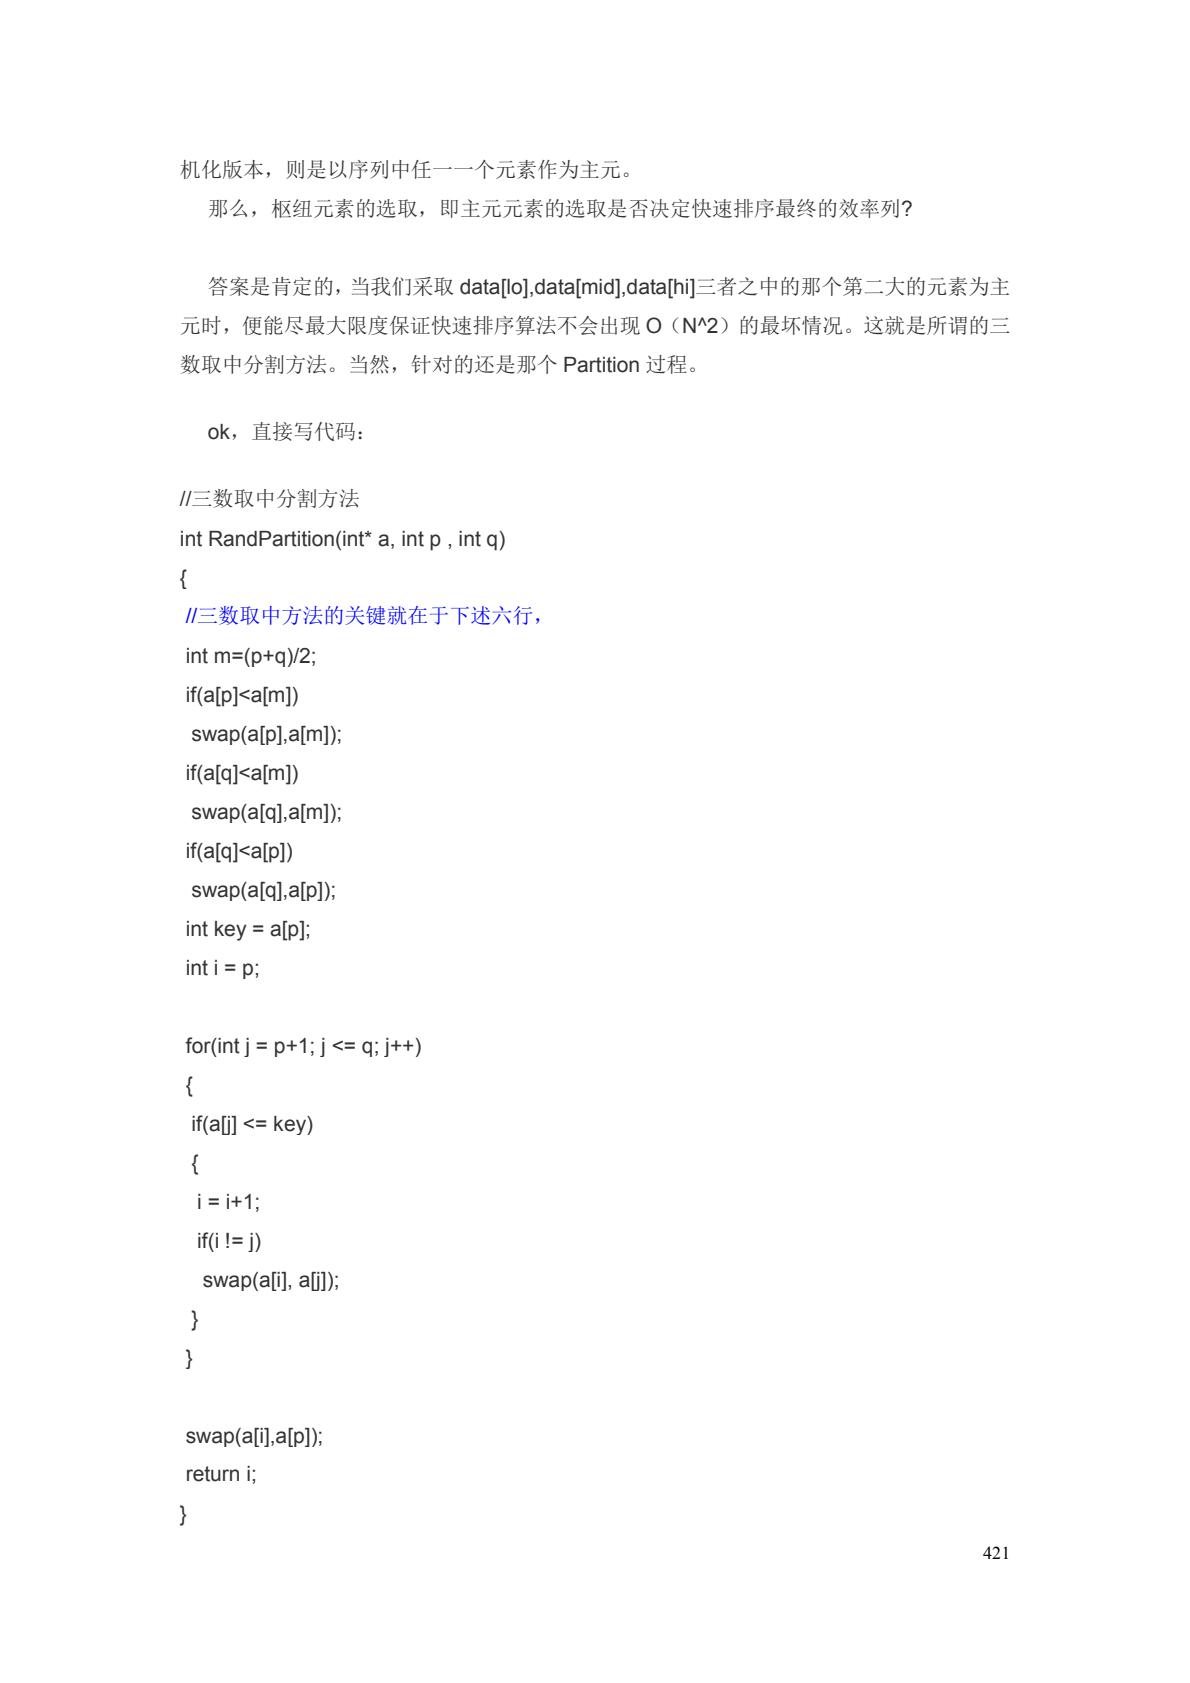 机化版本，则是以序列中任一一个元素作为主元。
那么，枢纽元素的选取，即主元元素的选取是否决定快速排序最终的效率列?
答案是肯定的，当我们采取 data[lo],data[mid],data[hi]三者之中的那个第二大的元素为主
元时，便能尽最大限度保证快速排序算法不会出现 O（N^2）的最坏情况。这就是所谓的三
数取中分割方法。当然，针对的还是那个 Partition 过程。
ok，直接写代码：
//三数取中分割方法
int RandPartition(int* a, int p , int q)
{
//三数取中方法的关键就在于下述六行，
int m=(p+q)/2;
if(a[p]<a[m])
swap(a[p],a[m]);
if(a[q]<a[m])
swap(a[q],a[m]);
if(a[q]<a[p])
swap(a[q],a[p]);
int key = a[p];
int i = p;
for(int j = p+1; j <= q; j++)
{
if(a[j] <= key)
{
i = i+1;
if(i != j)
swap(a[i], a[j]);
}
}
swap(a[i],a[p]);
return i;
}
421